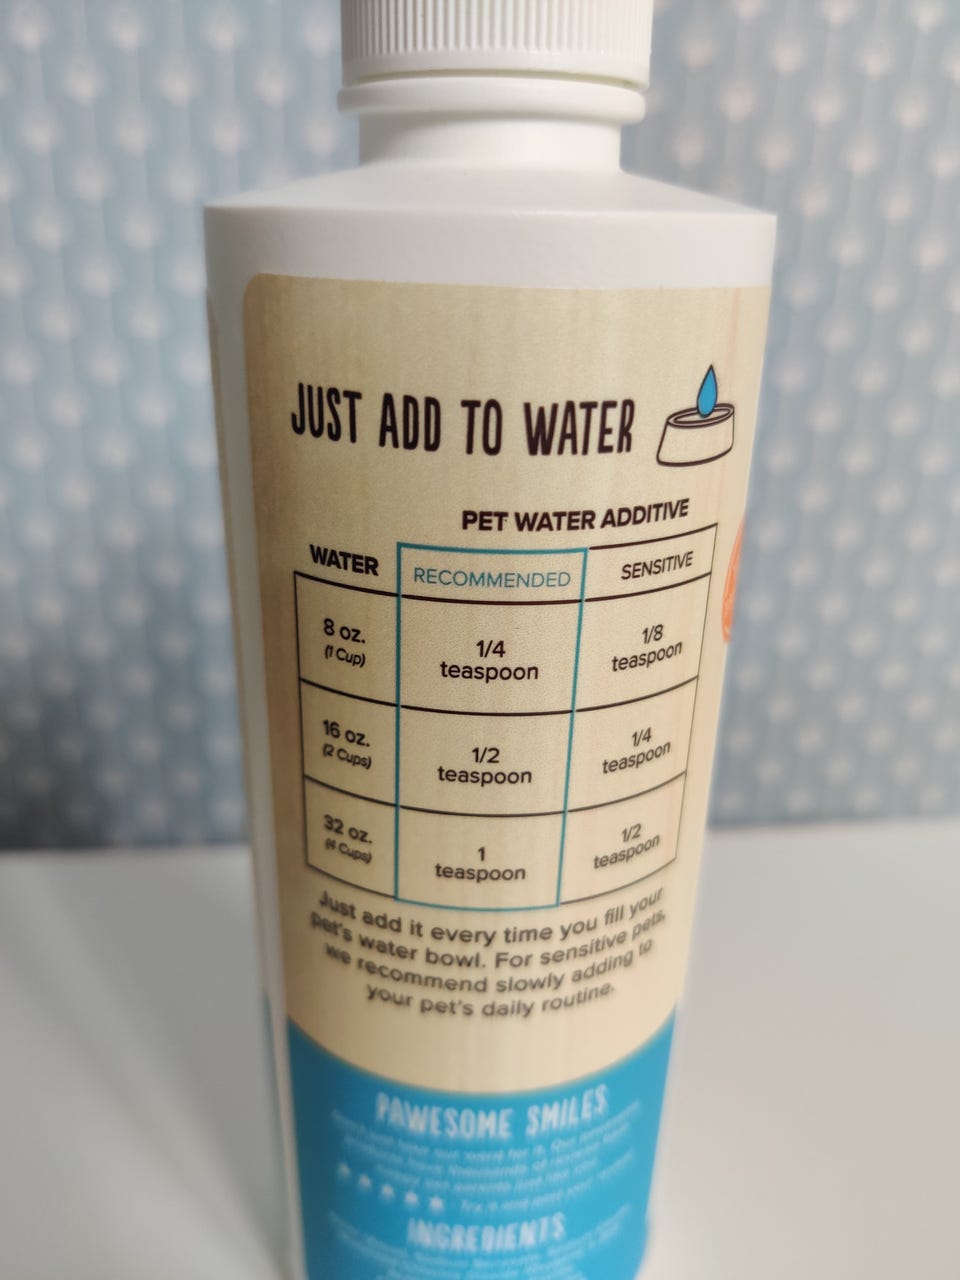 JUST ADD TO WATER
PET WATER ADDITIVE
WATER RECOMMENDED SENSITIVE
8 oz. (1 Cup) 1/4 teaspoon 1/8 teaspoon
16 oz. (2 Cups) 1/2 teaspoon 1/4 teaspoon
32 oz. (4 Cups) 1 teaspoon 1/2 teaspoon
Just add it every time you fill your
pet's water bowl. For sensitive pets,
we recommend slowly adding to
your pet's daily routine.
PAWESOME SMILES
INGREDIENTS